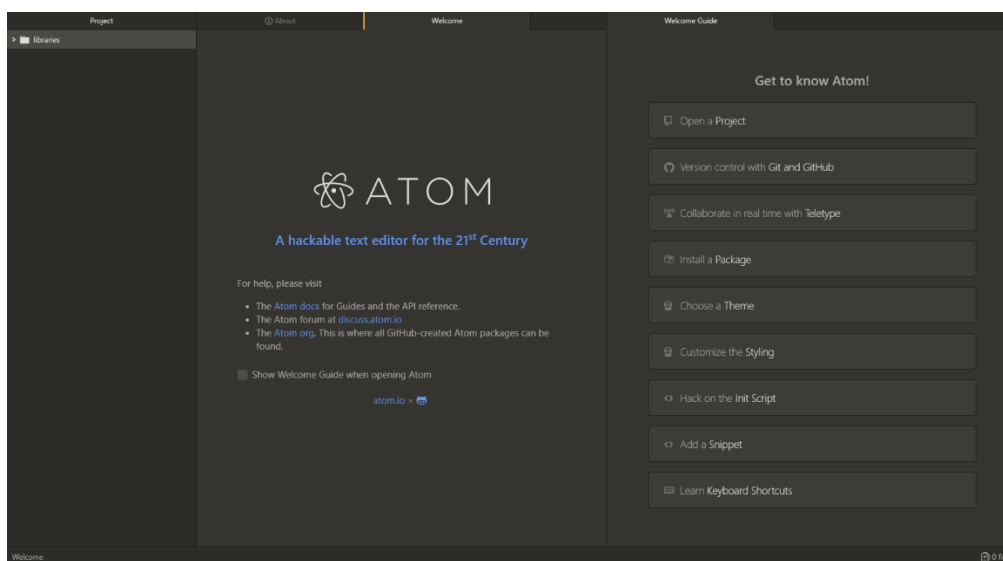 Project
About
Welcome
Welcome Guide
libraries
ATOM
A hackable text editor for the 21st Century
For help, please visit
• The Atom docs for Guides and the API reference.
• The Atom forum at discuss.atom.io
• The Atom org. This is where all GitHub-created Atom packages can be
found.
Show Welcome Guide when opening Atom
atom.io ×
Get to know Atom!
Open a Project
Version control with Git and GitHub
Collaborate in real time with Teletype
Install a Package
Choose a Theme
Customize the Styling
Hack on the Init Script
Add a Snippet
Learn Keyboard Shortcuts
Welcome
0